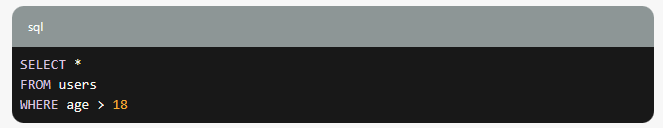 sql
SELECT *
FROM users
WHERE age > 18